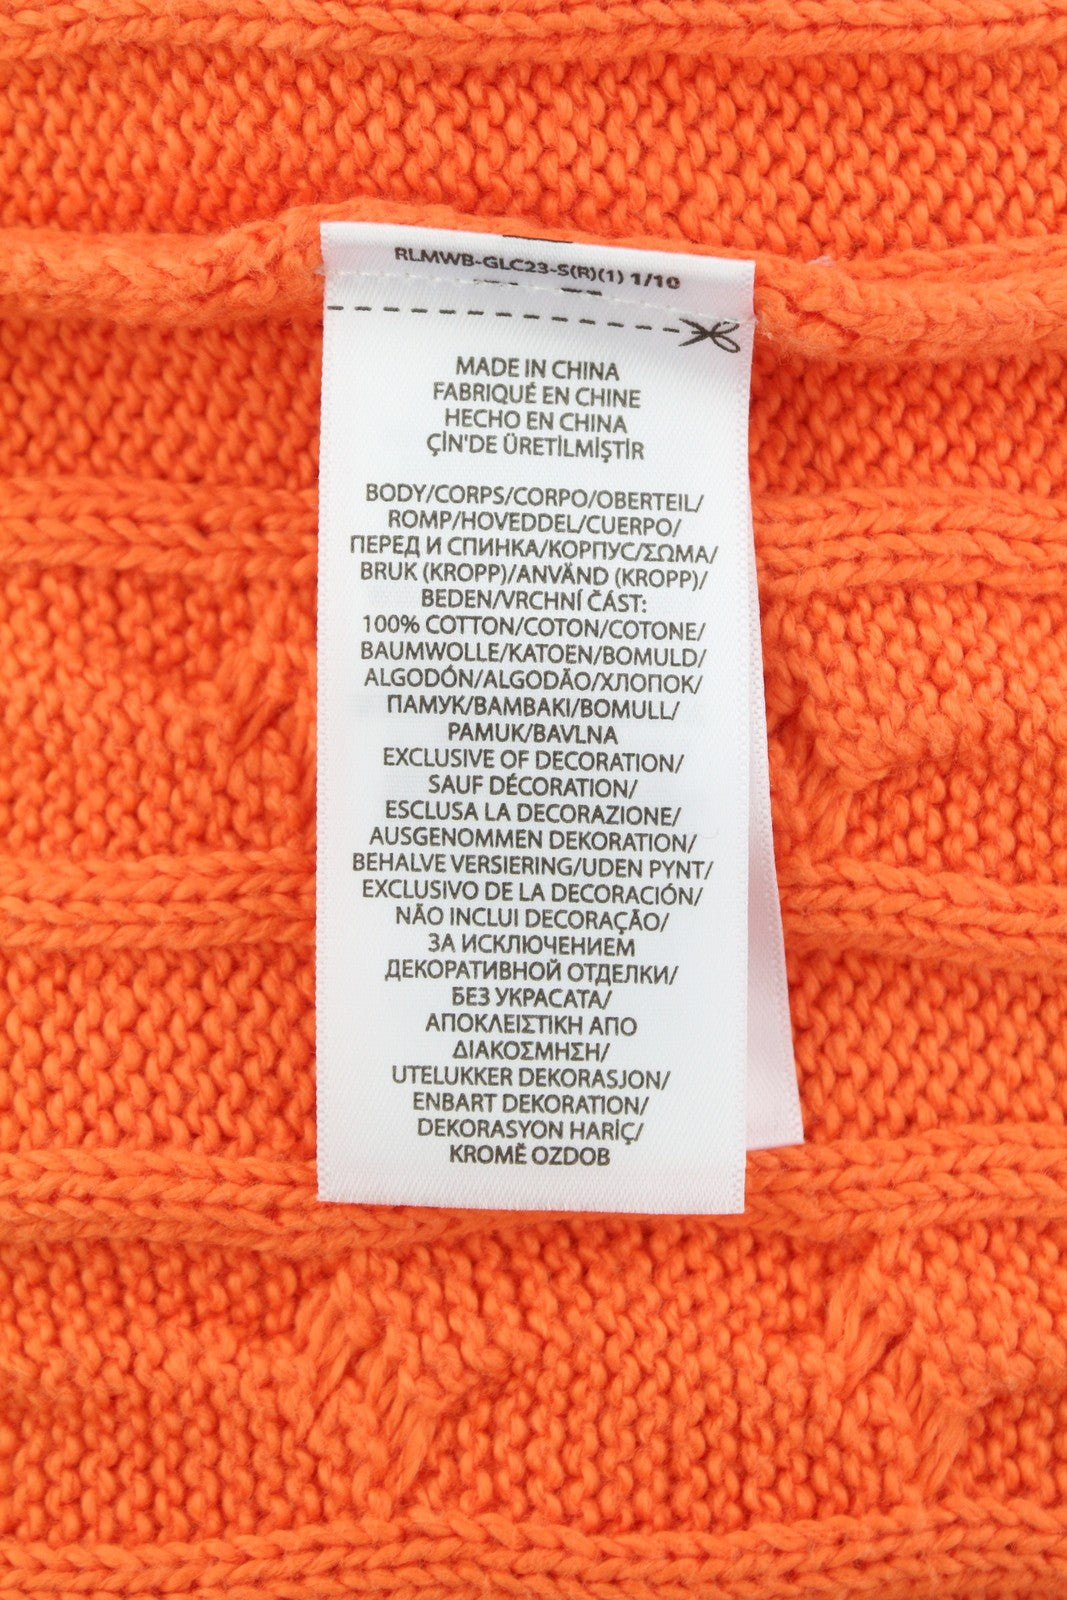 RLMWB-GLC23-S(R)(1) 1/10
MADE IN CHINA
FABRIQUÉ EN CHINE
HECHO EN CHINA
ÇİN'DE ÜRETİLMİŞTİR
BODY/CORPS/CORPO/OBERTEIL/
ROMP/HOVEDDEL/CUERPO/
ПЕРЕД И СПИНКА/КОРПУС/ΣΩΜΑ/
BRUK (KROPP)/ANVÄND (KROPP)/
BEDEN/VRCHNÍ ČÁST:
100% COTTON/COTON/COTONE/
BAUMWOLLE/KATOEN/BOMULD/
ALGODÓN/ALGODÃO/ХЛОПОК/
ПАМУК/ΒΑΜΒΑΚΙ/BOMULL/
PAMUK/BAVLNA
EXCLUSIVE OF DECORATION/
SAUF DÉCORATION/
ESCLUSA LA DECORAZIONE/
AUSGENOMMEN DEKORATION/
BEHALVE VERSIERING/UDEN PYNT/
EXCLUSIVO DE LA DECORACIÓN/
NÃO INCLUI DECORAÇÃO/
ЗА ИСКЛЮЧЕНИЕМ
ДЕКОРАТИВНОЙ ОТДЕЛКИ/
БЕЗ УКРАСАТА/
ΑΠΟΚΛΕΙΣΤΙΚΗ ΑΠΟ
ΔΙΑΚΟΣΜΗΣΗ/
UTELUKKER DEKORASJON/
ENBART DEKORATION/
DEKORASYON HARİÇ/
KROMĚ OZDOB